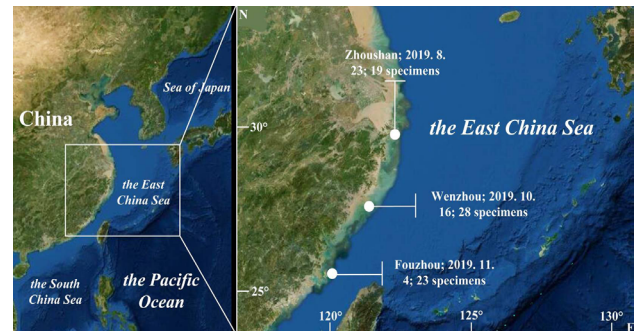 Sea of Japan
China
the East
China Sea
the South
China Sea
the Pacific
Ocean
N
Zhoushan; 2019. 8.
23; 19 specimens
30°
the East China Sea
Wenzhou; 2019. 10.
16; 28 specimens
Fouzhou; 2019. 11.
4; 23 specimens
25°
120°
125°
130°